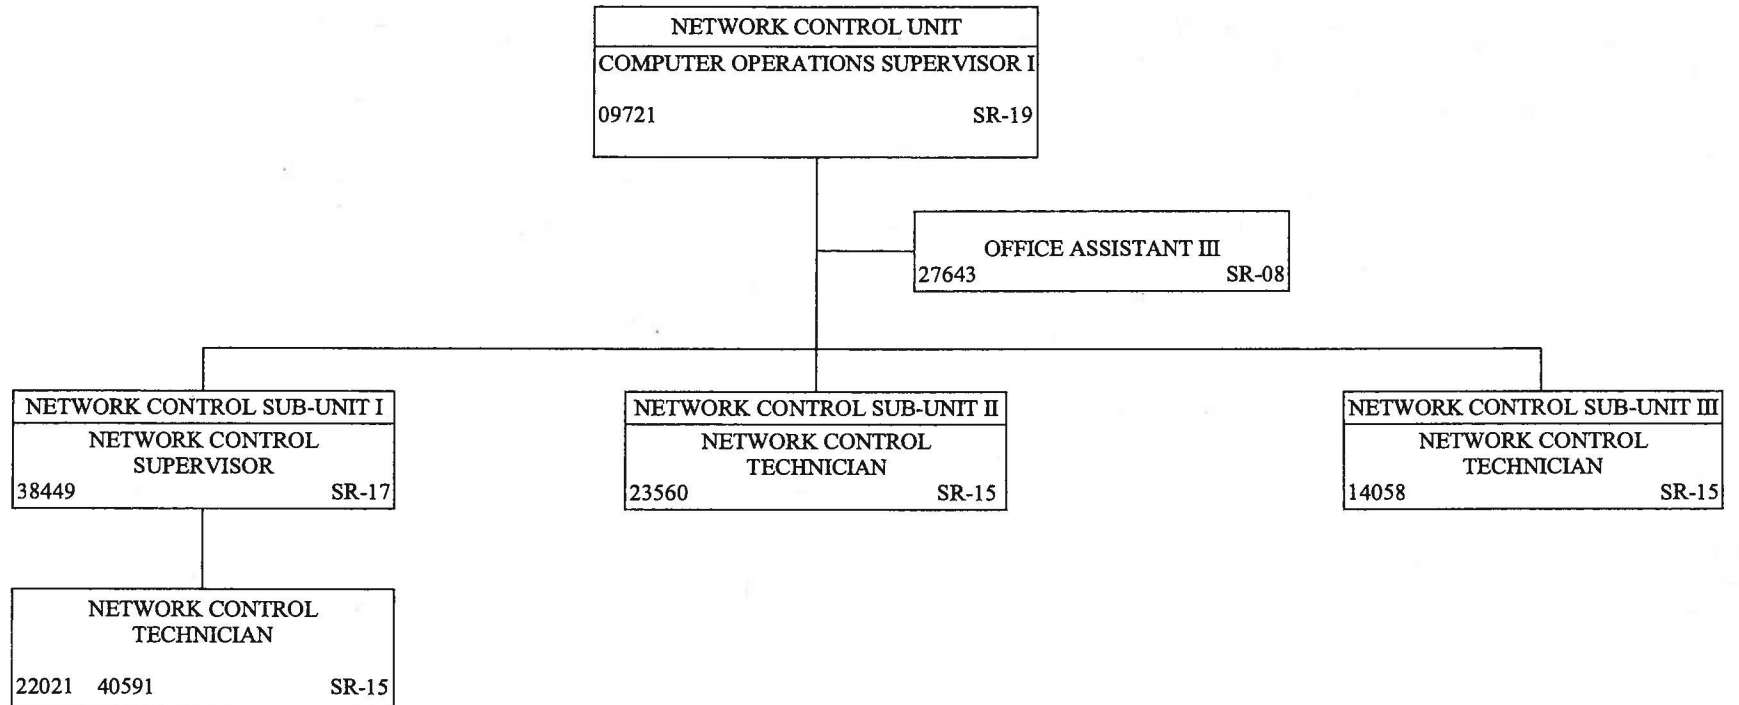 NETWORK CONTROL UNIT
COMPUTER OPERATIONS SUPERVISOR I
09721 SR-19
OFFICE ASSISTANT III
27643 SR-08
NETWORK CONTROL SUB-UNIT I
NETWORK CONTROL
SUPERVISOR
38449 SR-17
NETWORK CONTROL SUB-UNIT II
NETWORK CONTROL
TECHNICIAN
23560 SR-15
NETWORK CONTROL SUB-UNIT III
NETWORK CONTROL
TECHNICIAN
14058 SR-15
NETWORK CONTROL
TECHNICIAN
22021 40591 SR-15